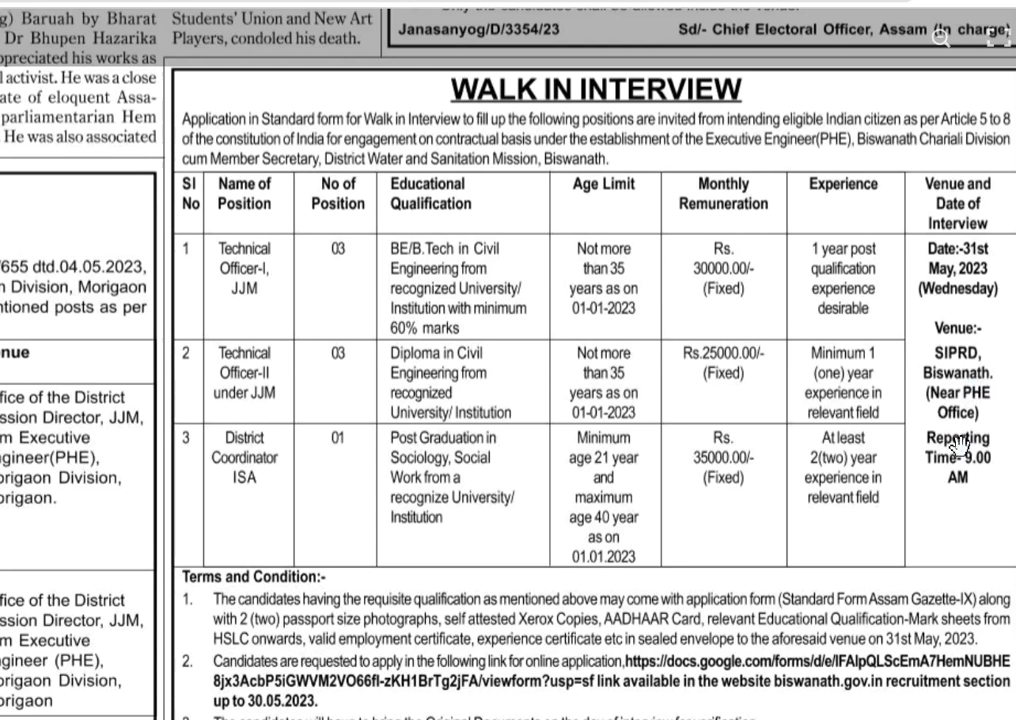 g) Baruah by Bharat
Dr Bhupen Hazarika
preciated his works as
l activist. He was a close
ate of eloquent Assa-
parliamentarian Hem
He was also associated
Students' Union and New Art
Players, condoled his death.
Janasanyog/D/3354/23 Sd/- Chief Electoral Officer, Assam (In charge)
655 dtd.04.05.2023,
n Division, Morigaon
ntioned posts as per
nue
fice of the District
ssion Director, JJM,
m Executive
gineer(PHE),
origaon Division,
origaon.
fice of the District
ssion Director, JJM,
m Executive
gineer (PHE),
origaon Division,
origaon
WALK IN INTERVIEW
Application in Standard form for Walk in Interview to fill up the following positions are invited from intending eligible Indian citizen as per Article 5 to 8
of the constitution of India for engagement on contractual basis under the establishment of the Executive Engineer(PHE), Biswanath Chariali Division
cum Member Secretary, District Water and Sanitation Mission, Biswanath.
Sl No | Name of Position | No of Position | Educational Qualification | Age Limit | Monthly Remuneration | Experience | Venue and Date of Interview
1 | Technical Officer-I, JJM | 03 | BE/B.Tech in Civil Engineering from recognized University/ Institution with minimum 60% marks | Not more than 35 years as on 01-01-2023 | Rs. 30000.00/- (Fixed) | 1 year post qualification experience desirable | Date:-31st May, 2023 (Wednesday)
Venue:- SIPRD, Biswanath. (Near PHE Office)
Reporting Time- 9.00 AM
2 | Technical Officer-II under JJM | 03 | Diploma in Civil Engineering from recognized University/ Institution | Not more than 35 years as on 01-01-2023 | Rs.25000.00/- (Fixed) | Minimum 1 (one) year experience in relevant field
3 | District Coordinator ISA | 01 | Post Graduation in Sociology, Social Work from a recognize University/ Institution | Minimum age 21 year and maximum age 40 year as on 01.01.2023 | Rs. 35000.00/- (Fixed) | At least 2(two) year experience in relevant field
Terms and Condition:-
1. The candidates having the requisite qualification as mentioned above may come with application form (Standard Form Assam Gazette-IX) along
with 2 (two) passport size photographs, self attested Xerox Copies, AADHAAR Card, relevant Educational Qualification-Mark sheets from
HSLC onwards, valid employment certificate, experience certificate etc in sealed envelope to the aforesaid venue on 31st May, 2023.
2. Candidates are requested to apply in the following link for online application,https://docs.google.com/forms/d/e/IFAIpQLScEmA7HemNUBHE
8jx3AcbP5iGWVM2VO66fI-zKH1BrTg2jFA/viewform?usp=sf link available in the website biswanath.gov.in recruitment section
up to 30.05.2023.